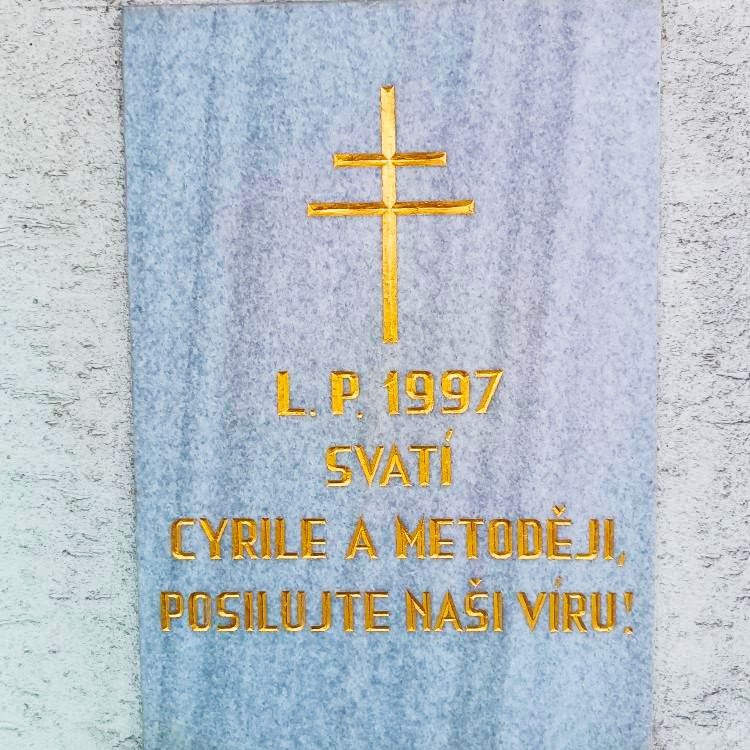 L. P. 1997
SVATÍ
CYRILE A METODĚJI,
POSILUJTE NAŠI VÍRU!